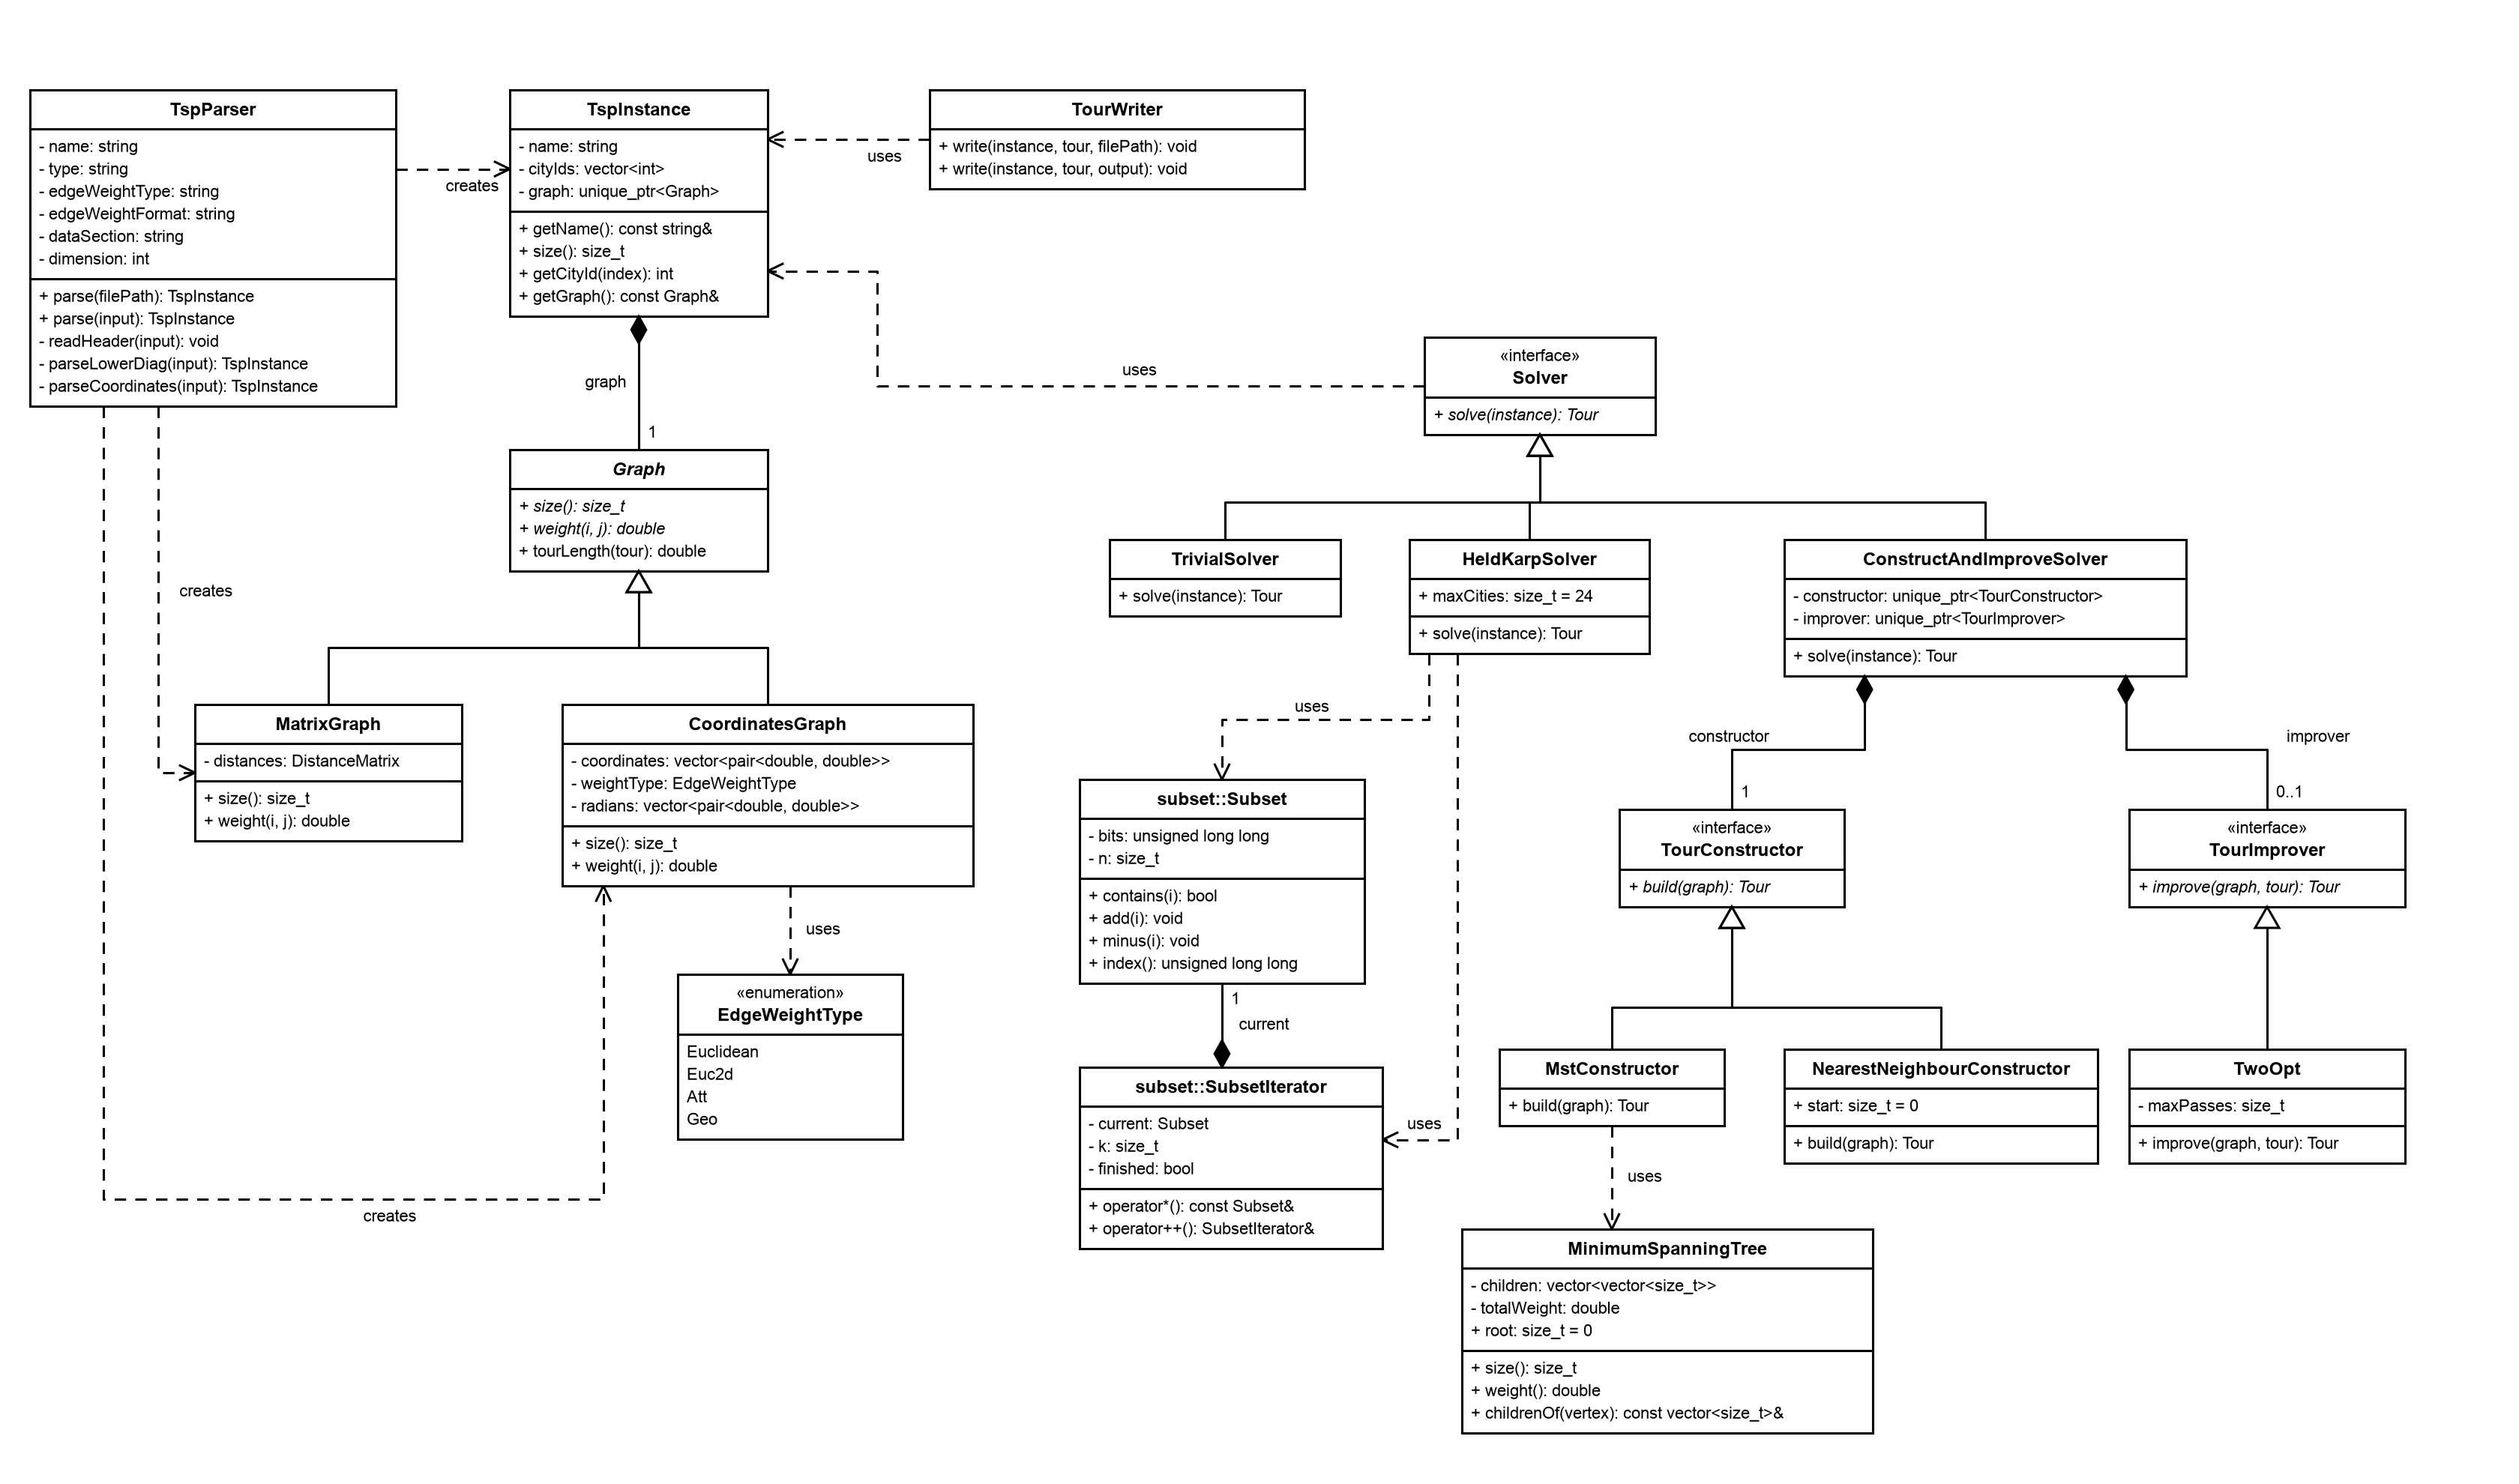 TspParser
- name: string
- type: string
- edgeWeightType: string
- edgeWeightFormat: string
- dataSection: string
- dimension: int
+ parse(filePath): TspInstance
+ parse(input): TspInstance
- readHeader(input): void
- parseLowerDiag(input): TspInstance
- parseCoordinates(input): TspInstance
creates
TspInstance
- name: string
- cityIds: vector<int>
- graph: unique_ptr<Graph>
+ getName(): const string&
+ size(): size_t
+ getCityId(index): int
+ getGraph(): const Graph&
uses
TourWriter
+ write(instance, tour, filePath): void
+ write(instance, tour, output): void
uses
«interface»
Solver
+ solve(instance): Tour
graph
1
Graph
+ size(): size_t
+ weight(i, j): double
+ tourLength(tour): double
creates
MatrixGraph
- distances: DistanceMatrix
+ size(): size_t
+ weight(i, j): double
CoordinatesGraph
- coordinates: vector<pair<double, double>>
- weightType: EdgeWeightType
- radians: vector<pair<double, double>>
+ size(): size_t
+ weight(i, j): double
uses
«enumeration»
EdgeWeightType
Euclidean
Euc2d
Att
Geo
creates
TrivialSolver
+ solve(instance): Tour
HeldKarpSolver
+ maxCities: size_t = 24
+ solve(instance): Tour
ConstructAndImproveSolver
- constructor: unique_ptr<TourConstructor>
- improver: unique_ptr<TourImprover>
+ solve(instance): Tour
uses
subset::Subset
- bits: unsigned long long
- n: size_t
+ contains(i): bool
+ add(i): void
+ minus(i): void
+ index(): unsigned long long
1
current
subset::SubsetIterator
- current: Subset
- k: size_t
- finished: bool
+ operator*(): const Subset&
+ operator++(): SubsetIterator&
uses
constructor
1
«interface»
TourConstructor
+ build(graph): Tour
improver
0..1
«interface»
TourImprover
+ improve(graph, tour): Tour
MstConstructor
+ build(graph): Tour
NearestNeighbourConstructor
+ start: size_t = 0
+ build(graph): Tour
TwoOpt
- maxPasses: size_t
+ improve(graph, tour): Tour
uses
MinimumSpanningTree
- children: vector<vector<size_t>>
- totalWeight: double
+ root: size_t = 0
+ size(): size_t
+ weight(): double
+ childrenOf(vertex): const vector<size_t>&